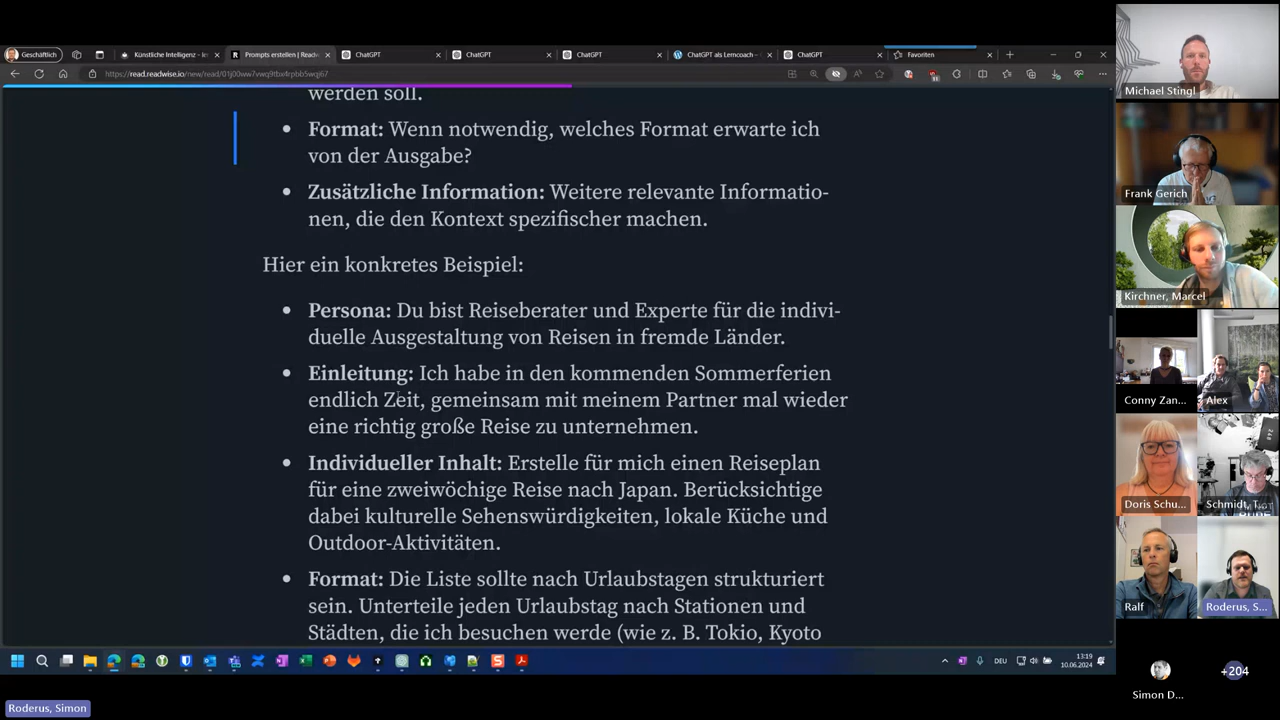 Geschäftlich
Künstliche Intelligenz - Ier
Prompts erstellen | Readw
ChatGPT
ChatGPT
ChatGPT
ChatGPT als Lerncoach –
ChatGPT
Favoriten
werden soll.
Format: Wenn notwendig, welches Format erwarte ich
von der Ausgabe?
Zusätzliche Information: Weitere relevante Informatio-
nen, die den Kontext spezifischer machen.
Hier ein konkretes Beispiel:
Persona: Du bist Reiseberater und Experte für die indivi-
duelle Ausgestaltung von Reisen in fremde Länder.
Einleitung: Ich habe in den kommenden Sommerferien
endlich Zeit, gemeinsam mit meinem Partner mal wieder
eine richtig große Reise zu unternehmen.
Individueller Inhalt: Erstelle für mich einen Reiseplan
für eine zweiwöchige Reise nach Japan. Berücksichtige
dabei kulturelle Sehenswürdigkeiten, lokale Küche und
Outdoor-Aktivitäten.
Format: Die Liste sollte nach Urlaubstagen strukturiert
sein. Unterteile jeden Urlaubstag nach Stationen und
Städten, die ich besuchen werde (wie z. B. Tokio, Kyoto
DEU
13:19
10.06.2024
Roderus, Simon
Michael Stingl
Frank Gerich
Kirchner, Marcel
Conny Zan...
Alex
Doris Schu...
Ralf
Roderus, S...
Simon D...
+204